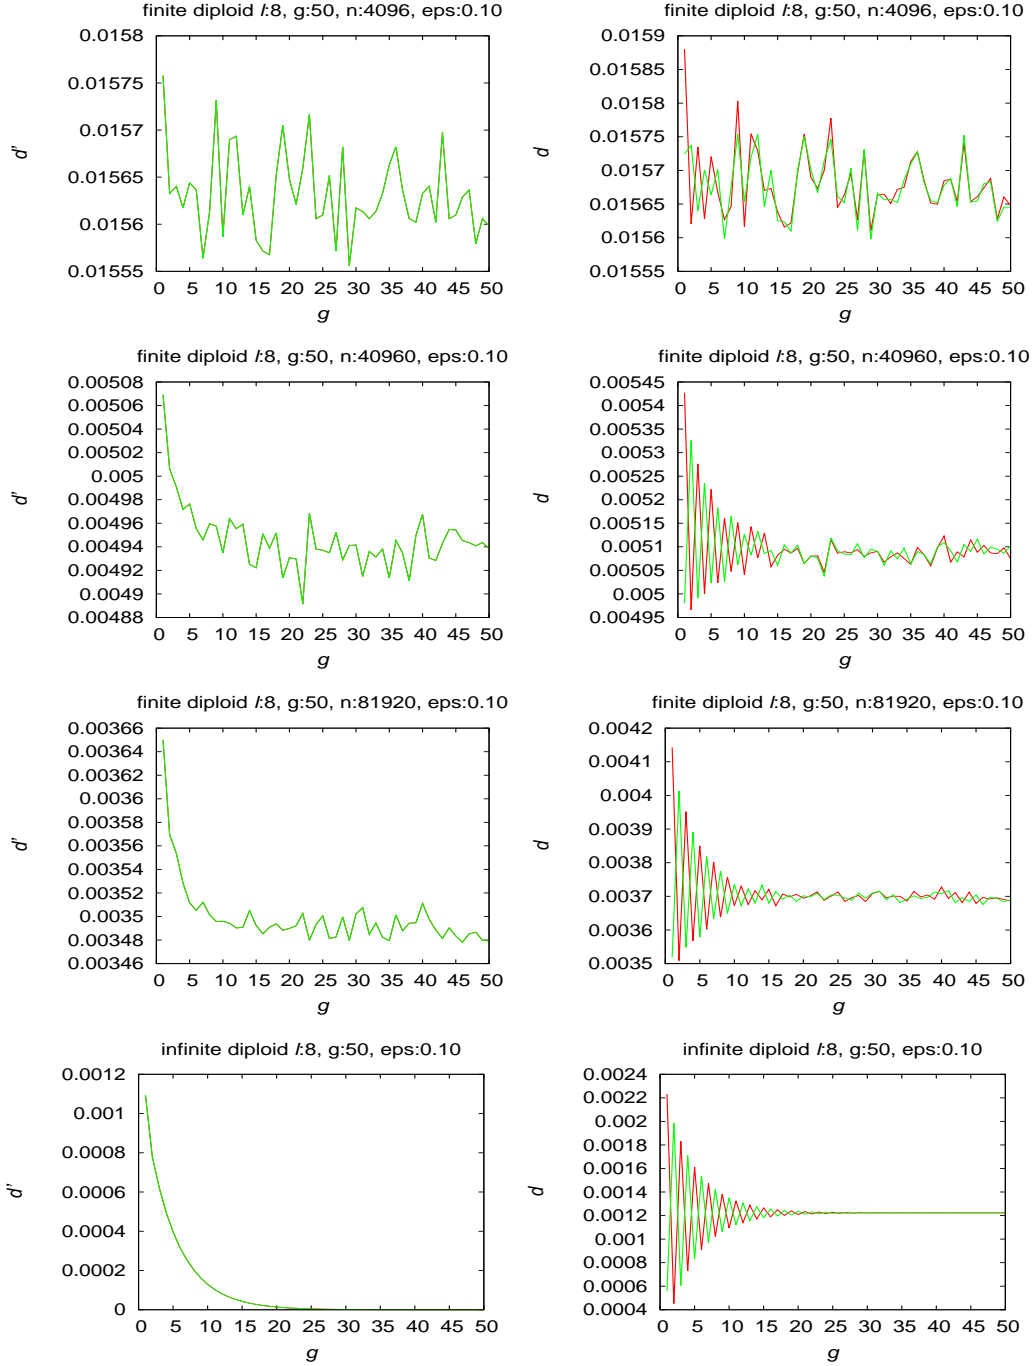 finite diploid l:8, g:50, n:4096, eps:0.10
0.0158
0.01575
0.0157
0.01565
0.0156
0.01555
d'
0 5 10 15 20 25 30 35 40 45 50
g
finite diploid l:8, g:50, n:4096, eps:0.10
0.0159
0.01585
0.0158
0.01575
0.0157
0.01565
0.0156
0.01555
d
0 5 10 15 20 25 30 35 40 45 50
g
finite diploid l:8, g:50, n:40960, eps:0.10
0.00508
0.00506
0.00504
0.00502
0.005
0.00498
0.00496
0.00494
0.00492
0.0049
0.00488
d'
0 5 10 15 20 25 30 35 40 45 50
g
finite diploid l:8, g:50, n:40960, eps:0.10
0.00545
0.0054
0.00535
0.0053
0.00525
0.0052
0.00515
0.0051
0.00505
0.005
0.00495
d
0 5 10 15 20 25 30 35 40 45 50
g
finite diploid l:8, g:50, n:81920, eps:0.10
0.00366
0.00364
0.00362
0.0036
0.00358
0.00356
0.00354
0.00352
0.0035
0.00348
0.00346
d'
0 5 10 15 20 25 30 35 40 45 50
g
finite diploid l:8, g:50, n:81920, eps:0.10
0.0042
0.0041
0.004
0.0039
0.0038
0.0037
0.0036
0.0035
d
0 5 10 15 20 25 30 35 40 45 50
g
infinite diploid l:8, g:50, eps:0.10
0.0012
0.001
0.0008
0.0006
0.0004
0.0002
0
d'
0 5 10 15 20 25 30 35 40 45 50
g
infinite diploid l:8, g:50, eps:0.10
0.0024
0.0022
0.002
0.0018
0.0016
0.0014
0.0012
0.001
0.0008
0.0006
0.0004
d
0 5 10 15 20 25 30 35 40 45 50
g